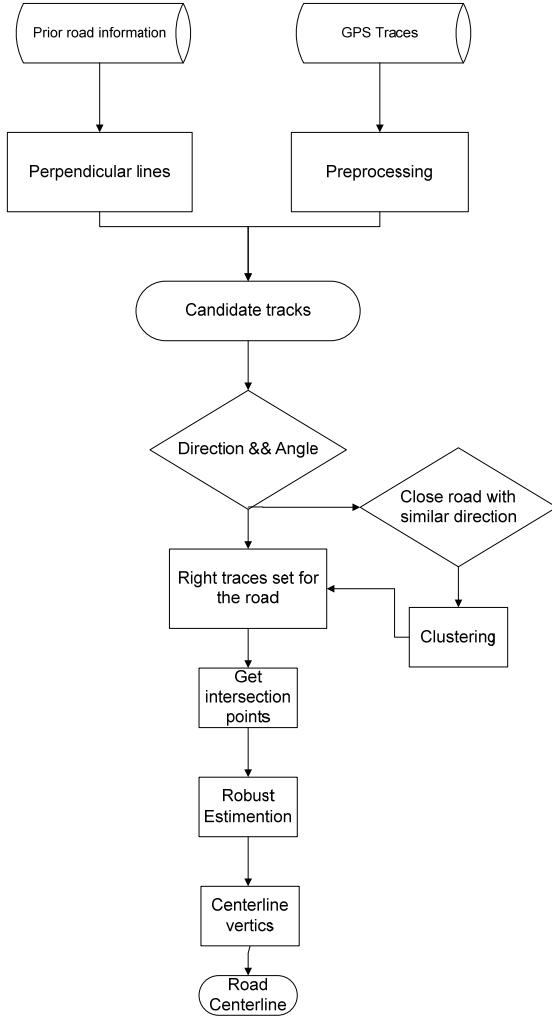 Prior road information
GPS Traces
Perpendicular lines
Preprocessing
Candidate tracks
Direction && Angle
Close road with
similar direction
Right traces set for
the road
Clustering
Get
intersection
points
Robust
Estimention
Centerline
vertics
Road
Centerline